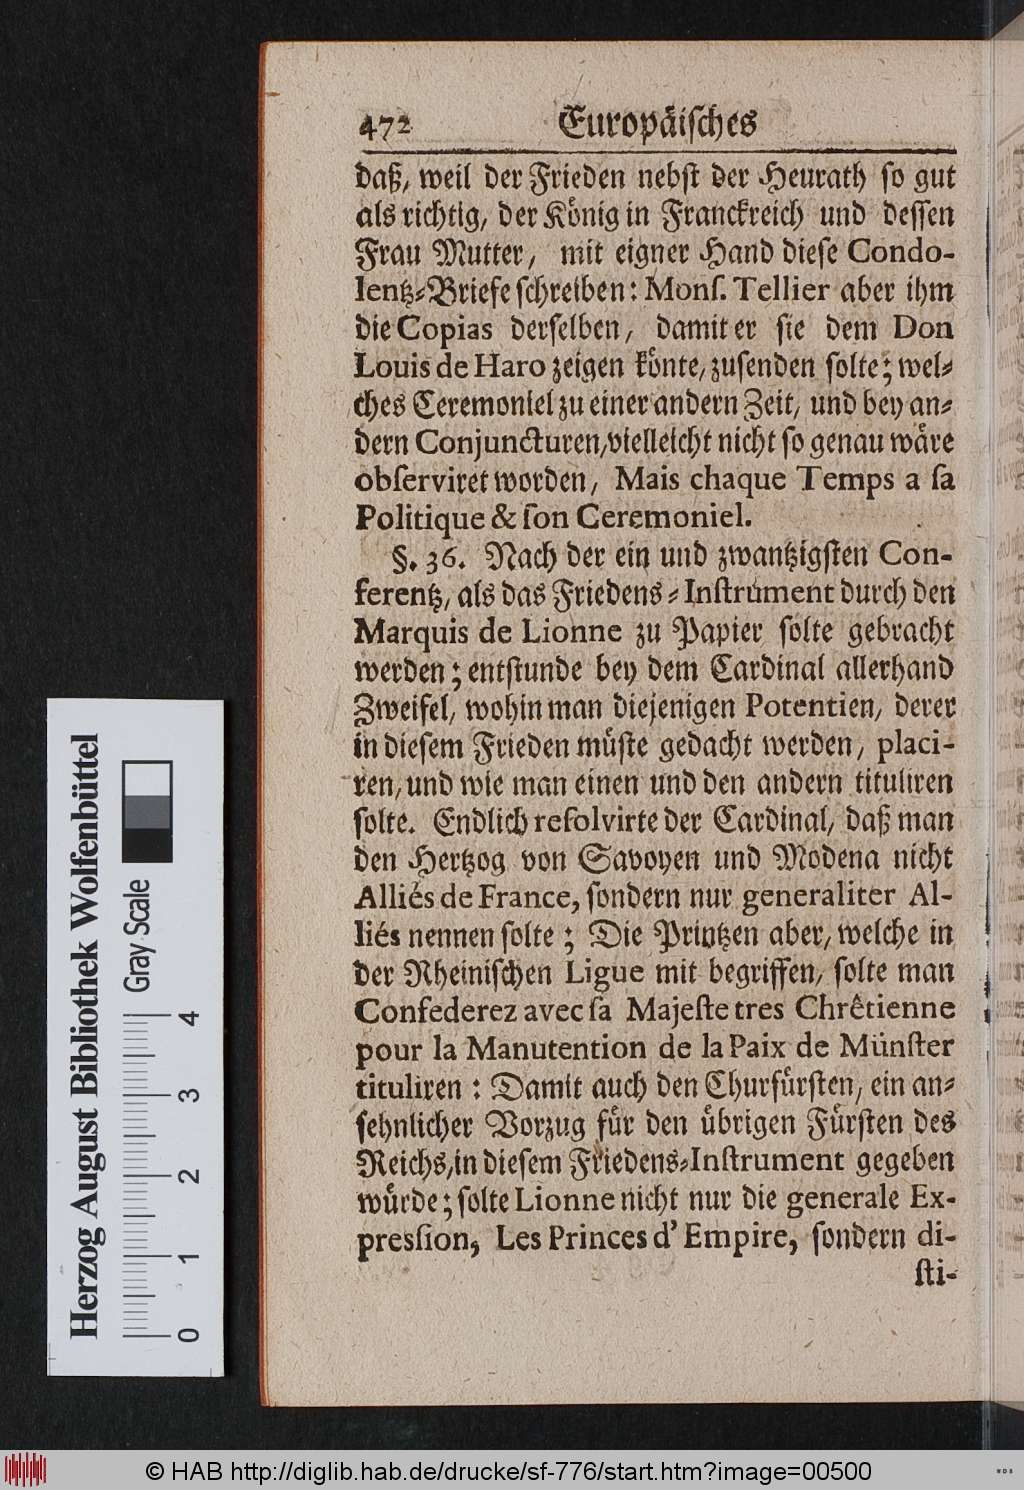 472 Europäiſches
daß, weil der Frieden nebſt der Heurath ſo gut
als richtig, der König in Franckreich und deſſen
Frau Mutter, mit eigner Hand dieſe Condo-
lentz-Briefe ſchreiben: Monſ. Tellier aber ihm
die Copias derſelben, damit er ſie dem Don
Louis de Haro zeigen könte, zuſenden ſolte; wel-
ches Ceremoniel zu einer andern Zeit, und bey an-
dern Conjuncturen, vielleicht nicht ſo genau wäre
obſerviret worden, Mais chaque Temps a ſa
Politique & ſon Ceremoniel.
§. 36. Nach der ein und zwantzigſten Con-
ferentz, als das Friedens-Inſtrument durch den
Marquis de Lionne zu Papier ſolte gebracht
werden; entſtunde bey dem Cardinal allerhand
Zweifel, wohin man diejenigen Potentien, derer
in dieſem Frieden müſte gedacht werden, placi-
ren, und wie man einen und den andern tituliren
ſolte. Endlich reſolvirte der Cardinal, daß man
den Hertzog von Savoyen und Modena nicht
Alliés de France, ſondern nur generaliter Al-
liés nennen ſolte; Die Printzen aber, welche in
der Rheiniſchen Ligue mit begriffen, ſolte man
Confederez avec ſa Majeſte tres Chrêtienne
pour la Manutention de la Paix de Münſter
tituliren: Damit auch den Churfürſten, ein an-
ſehnlicher Vorzug für den übrigen Fürſten des
Reichs, in dieſem Friedens-Inſtrument gegeben
würde; ſolte Lionne nicht nur die generale Ex-
presſion, Les Princes d' Empire, ſondern di-
ſti-
Herzog August Bibliothek Wolfenbüttel
Gray Scale
0 1 2 3 4
© HAB http://diglib.hab.de/drucke/sf-776/start.htm?image=00500
WDB